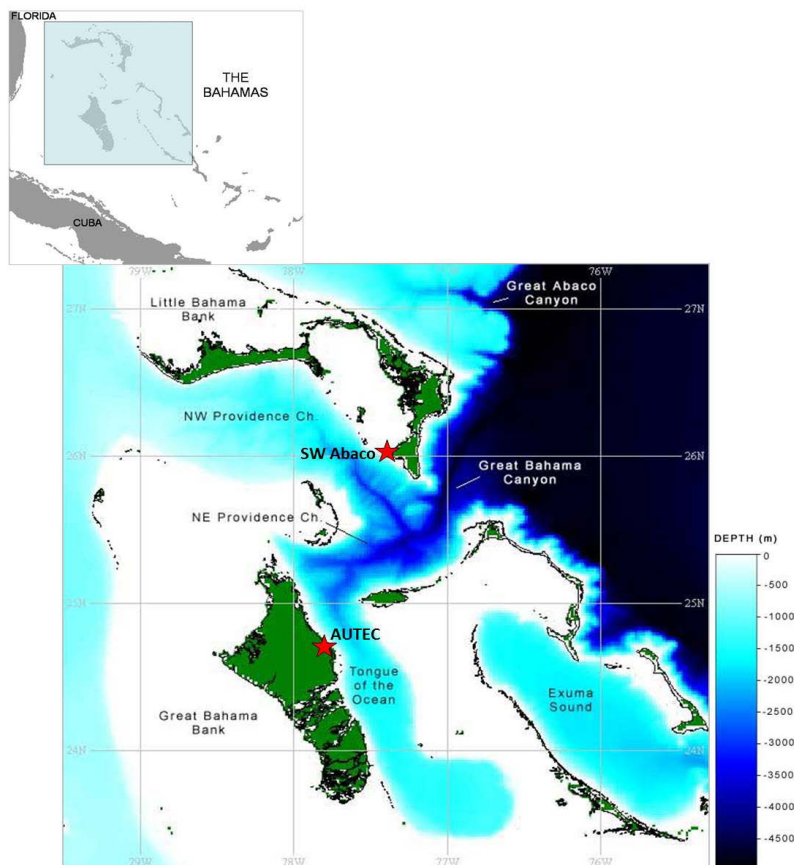 FLORIDA
THE
BAHAMAS
CUBA
79W
78W
76W
Great Abaco
Canyon
Little Bahama
Bank
27N
27N
NW Providence Ch.
SW Abaco
26N
26N
Great Bahama
Canyon
NE Providence Ch.
DEPTH (m)
0
-500
-1000
-1500
-2000
-2500
-3000
-3500
-4000
-4500
25N
25N
AUTEC
Tongue
of the
Ocean
Exuma
Sound
Great Bahama
Bank
24N
24N
79W
78W
77W
76W